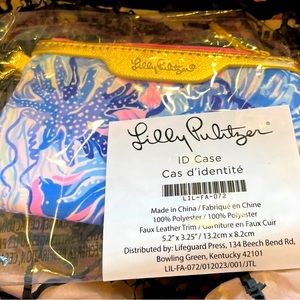 Lilly Pulitzer
Lilly Pulitzer
ID Case
Cas d'identité
LIL-FA-072
Made in China / Fabriqué en Chine
100% Polyester / 100% Polyester
Faux Leather Trim / Garniture en Faux Cuir
5.2" x 3.25" / 13.2cm x 8.2cm
Distributed by: Lifeguard Press, 134 Beech Bend Rd,
Bowling Green, Kentucky 42101
LIL-FA-072/012023/001/JTL